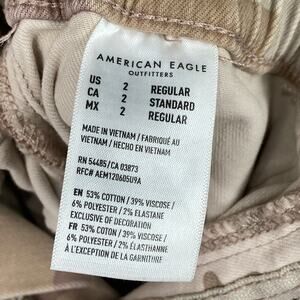 AMERICAN EAGLE
OUTFITTERS
US 2 REGULAR
CA 2 STANDARD
MX 2 REGULAR
MADE IN VIETNAM / FABRIQUÉ AU
VIETNAM / HECHO EN VIETNAM
RN 54485/CA 03873
RFC# AEM120605U9A
EN 53% COTTON / 39% VISCOSE /
6% POLYESTER / 2% ELASTANE
EXCLUSIVE OF DECORATION
FR 53% COTON / 39% VISCOSE /
6% POLYESTER / 2% ÉLASTHANNE
À L'EXCEPTION DE LA GARNITURE